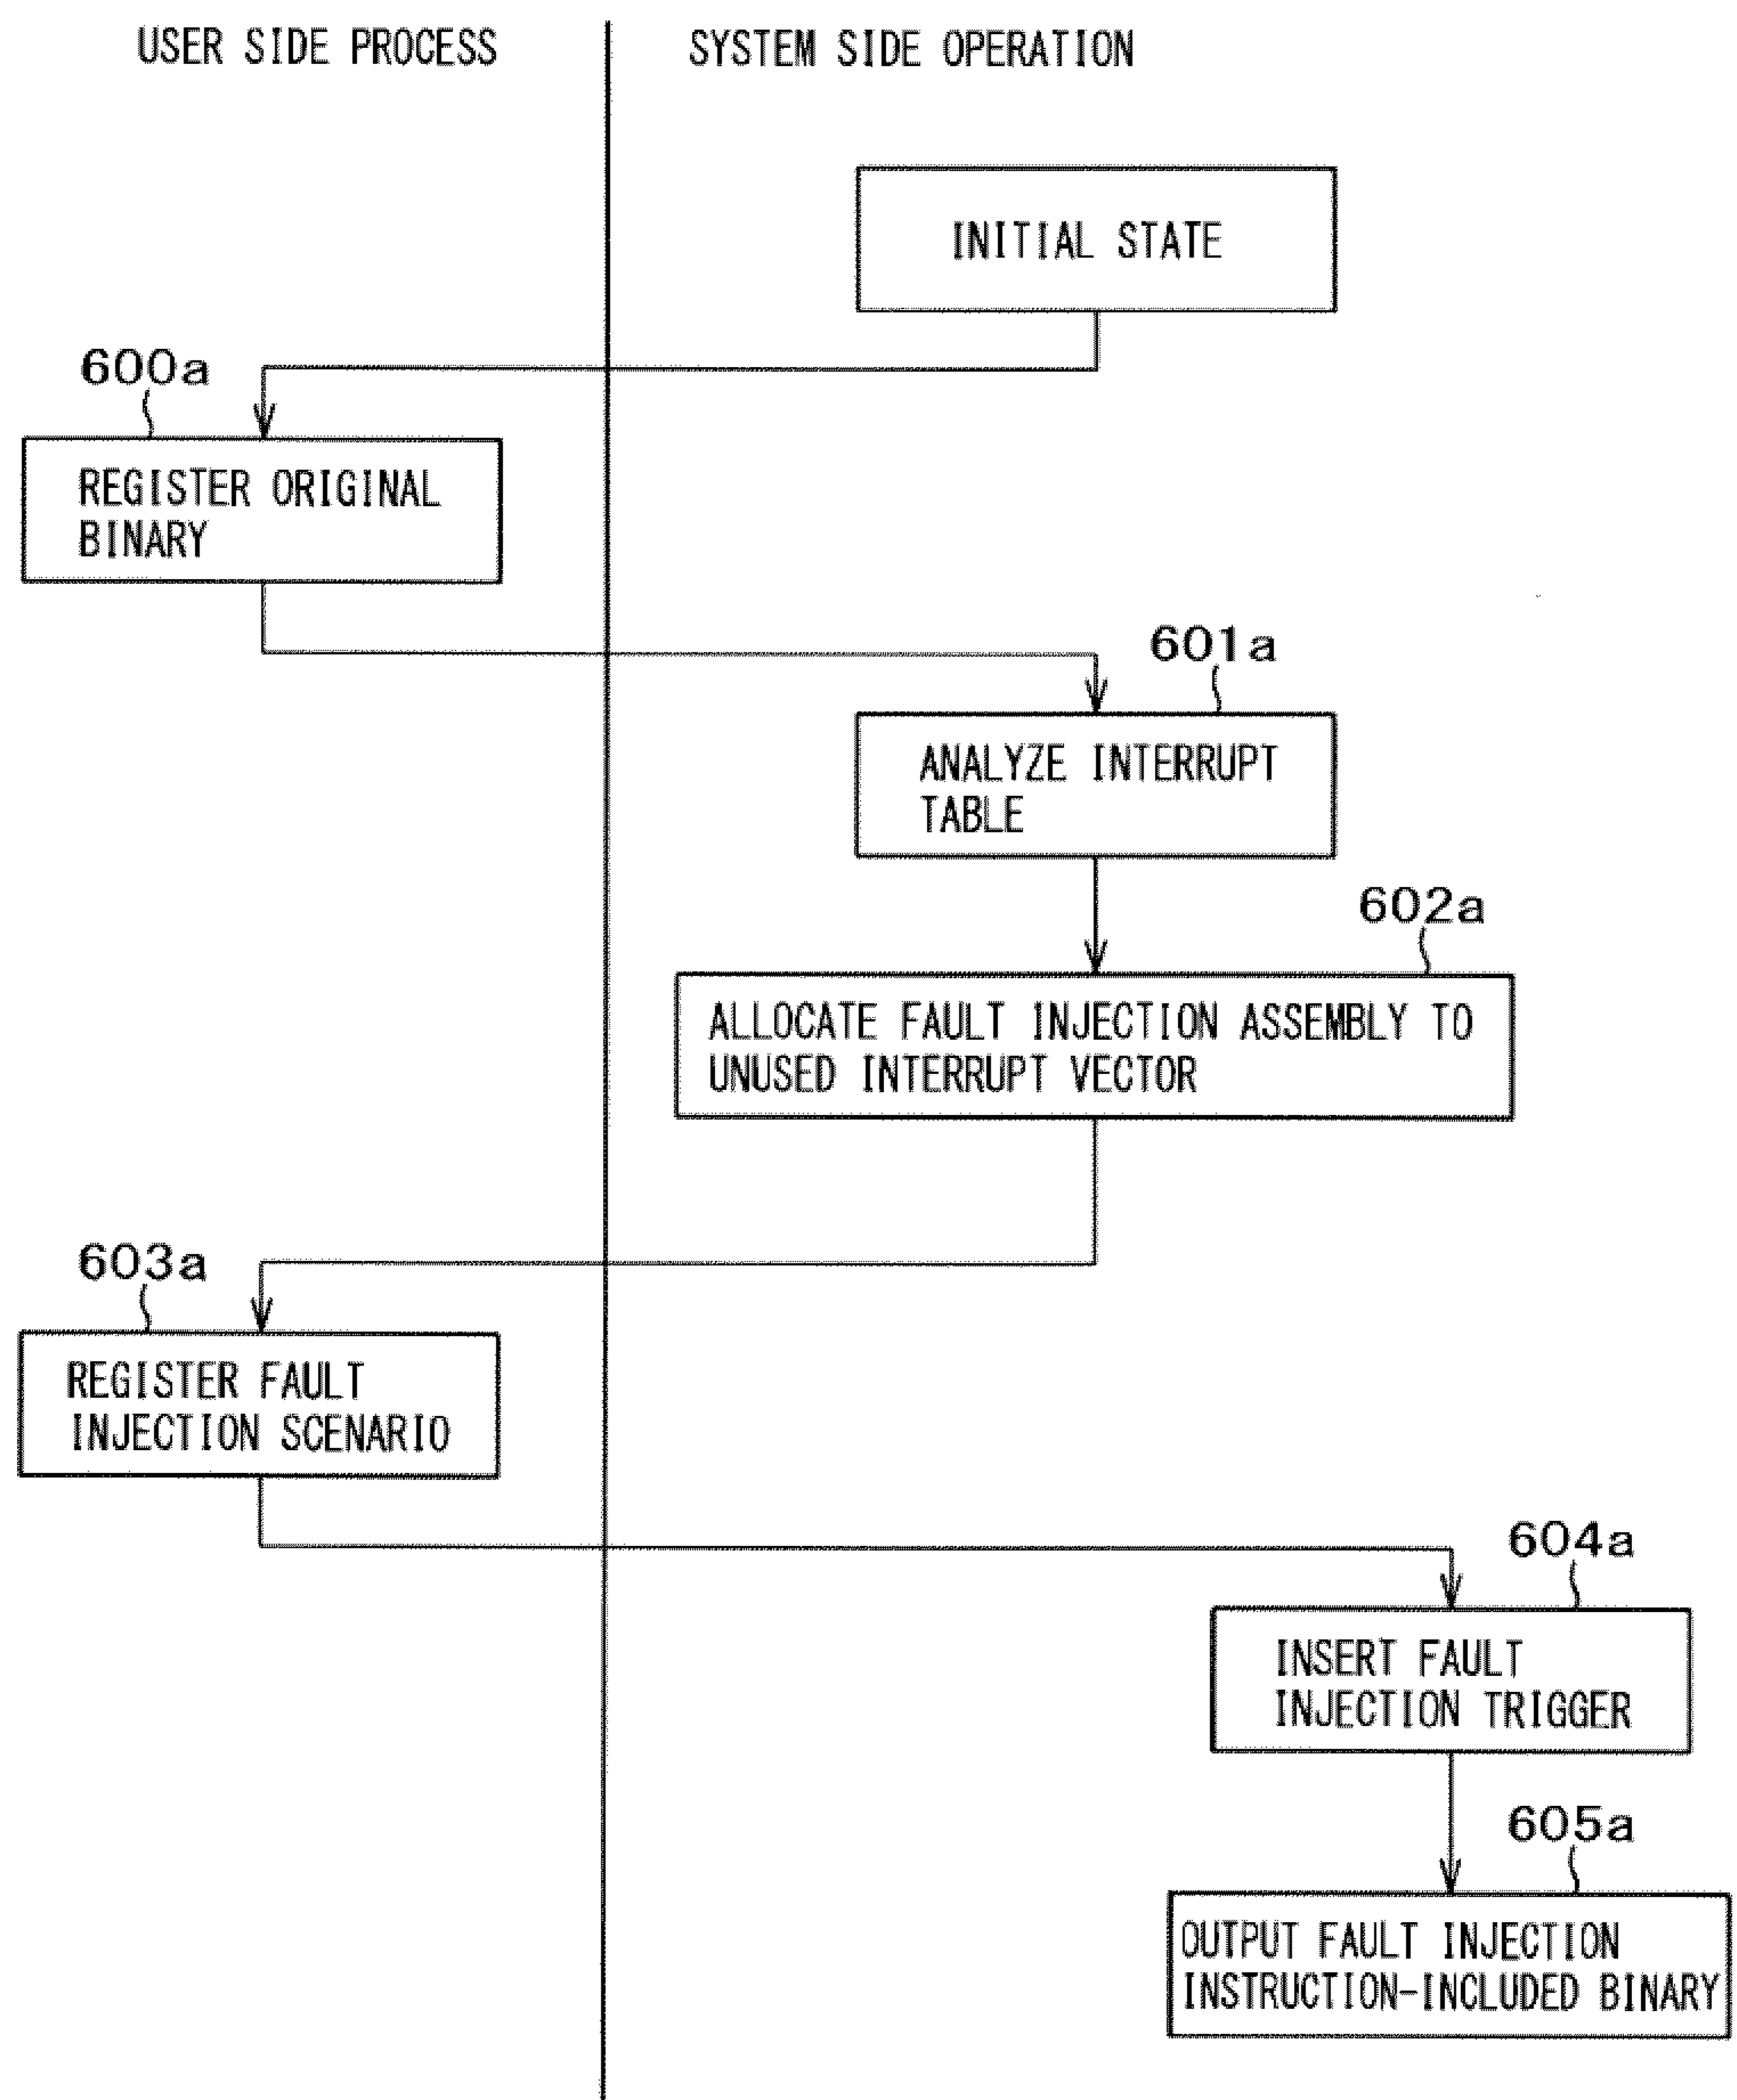 USER SIDE PROCESS
SYSTEM SIDE OPERATION
INITIAL STATE
600a
REGISTER ORIGINAL
BINARY
601a
ANALYZE INTERRUPT
TABLE
602a
ALLOCATE FAULT INJECTION ASSEMBLY TO
UNUSED INTERRUPT VECTOR
603a
REGISTER FAULT
INJECTION SCENARIO
604a
INSERT FAULT
INJECTION TRIGGER
605a
OUTPUT FAULT INJECTION
INSTRUCTION-INCLUDED BINARY